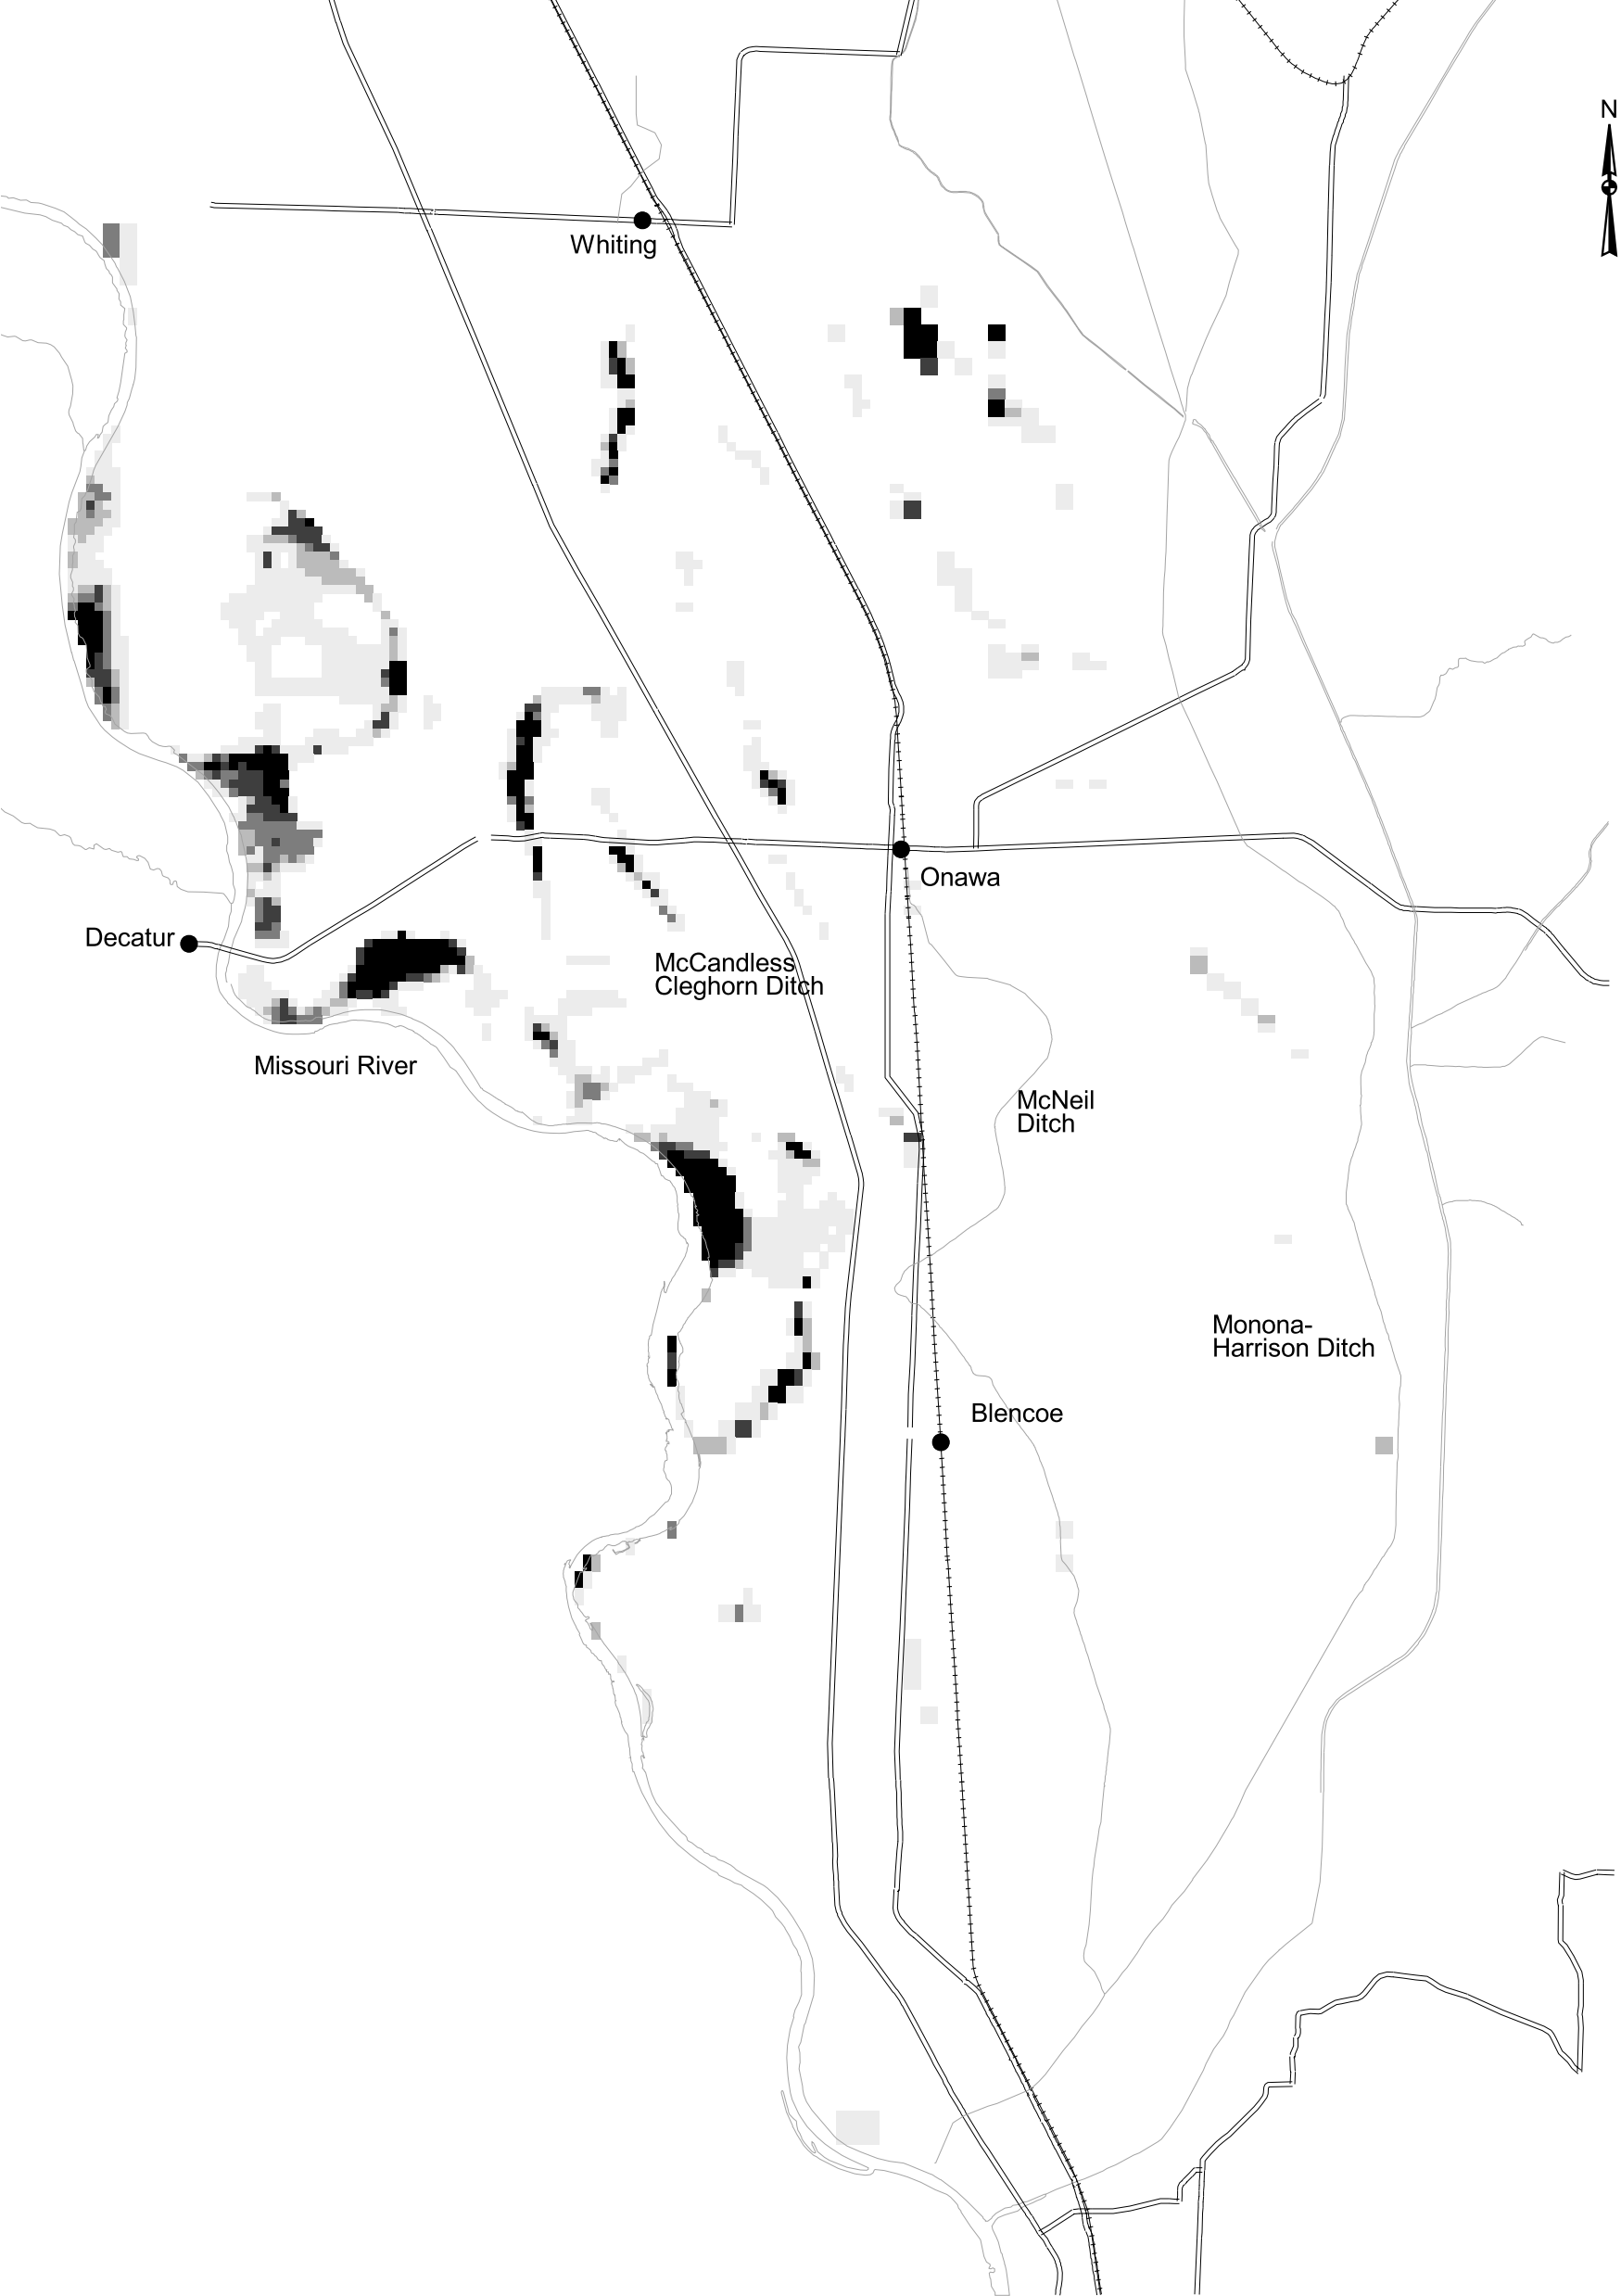 N
Whiting
Onawa
Decatur
McCandless
Cleghorn Ditch
Missouri River
McNeil
Ditch
Monona-
Harrison Ditch
Blencoe